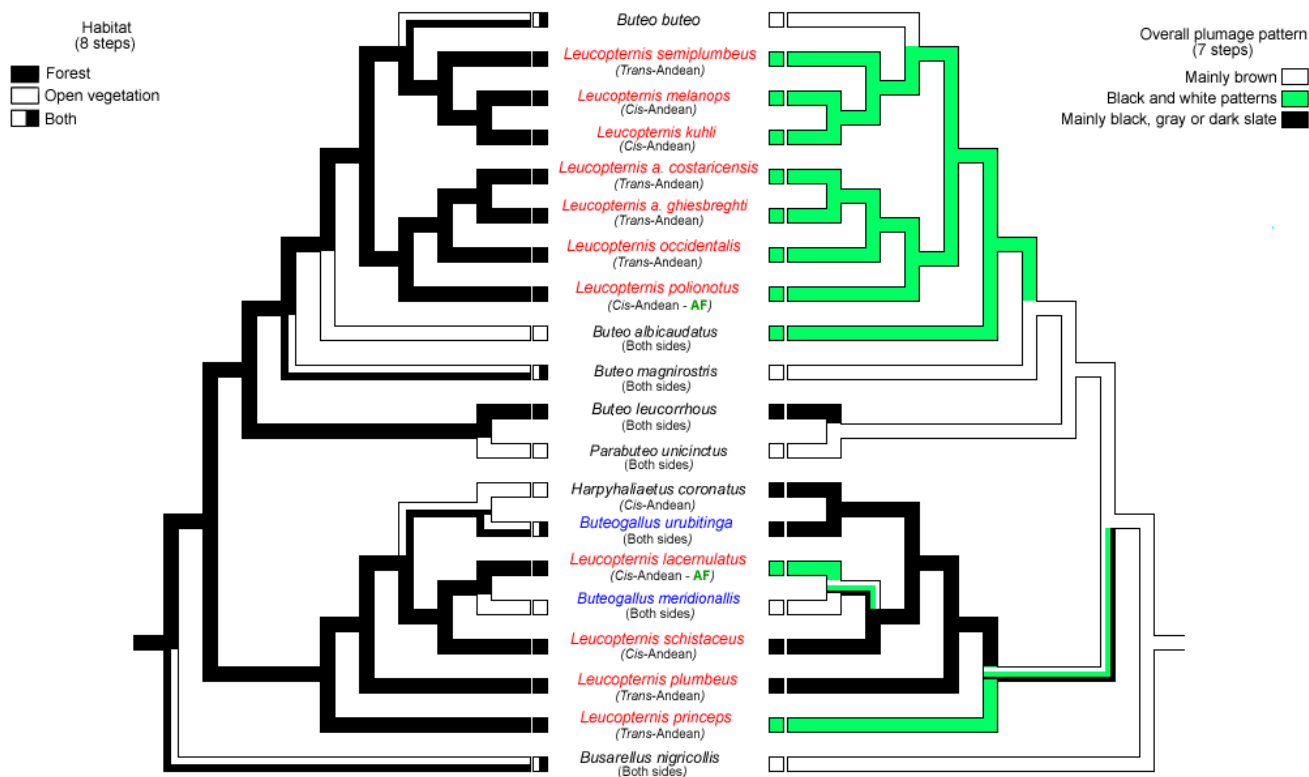 Habitat
(8 steps)
Forest
Open vegetation
Both
Buteo buteo
Leucopternis semiplumbeus
(Trans-Andean)
Leucopternis melanops
(Cis-Andean)
Leucopternis kuhli
(Cis-Andean)
Leucopternis a. costaricensis
(Trans-Andean)
Leucopternis a. ghiesbreghti
(Trans-Andean)
Leucopternis occidentalis
(Trans-Andean)
Leucopternis polionotus
(Cis-Andean - AF)
Buteo albicaudatus
(Both sides)
Buteo magnirostris
(Both sides)
Buteo leucorrhous
(Both sides)
Parabuteo unicinctus
(Both sides)
Harpyhaliaetus coronatus
(Cis-Andean)
Buteogallus urubitinga
(Both sides)
Leucopternis lacernulatus
(Cis-Andean - AF)
Buteogallus meridionallis
(Both sides)
Leucopternis schistaceus
(Cis-Andean)
Leucopternis plumbeus
(Trans-Andean)
Leucopternis princeps
(Trans-Andean)
Busarellus nigricollis
(Both sides)
Overall plumage pattern
(7 steps)
Mainly brown
Black and white patterns
Mainly black, gray or dark slate